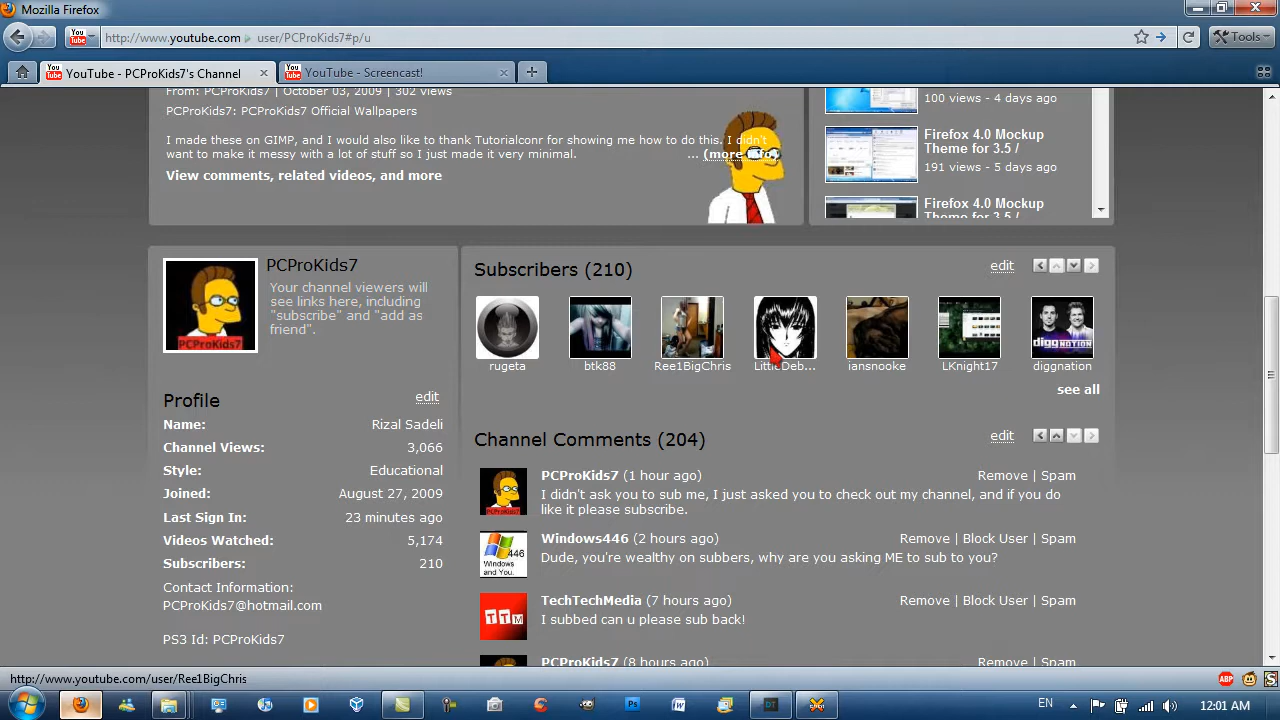 Mozilla Firefox
http://www.youtube.com user/PCProKids7#p/u
Tools
YouTube - PCProKids7's Channel
YouTube - Screencast!
From: PCProKids7 | October 03, 2009 | 302 views
PCProKids7: PCProKids7 Official Wallpapers
I made these on GIMP, and I would also like to thank Tutorialconr for showing me how to do this. I didn't
want to make it messy with a lot of stuff so I just made it very minimal. ... (more info)
View comments, related videos, and more
100 views - 4 days ago
Firefox 4.0 Mockup
Theme for 3.5 /
191 views - 5 days ago
Firefox 4.0 Mockup
Theme for 3.5 /
PCProKids7
PCProKids7
Your channel viewers will
see links here, including
"subscribe" and "add as
friend".
Profile edit
Name: Rizal Sadeli
Channel Views: 3,066
Style: Educational
Joined: August 27, 2009
Last Sign In: 23 minutes ago
Videos Watched: 5,174
Subscribers: 210
Contact Information:
PCProKids7@hotmail.com
PS3 Id: PCProKids7
Subscribers (210) edit
diggnation
rugeta btk88 Ree1BigChris LittleDeb... iansnooke LKnight17 diggnation
see all
Channel Comments (204) edit
PCProKids7 (1 hour ago) Remove | Spam
I didn't ask you to sub me, I just asked you to check out my channel, and if you do
like it please subscribe.
446
Windows
and You.
Windows446 (2 hours ago) Remove | Block User | Spam
Dude, you're wealthy on subbers, why are you asking ME to sub to you?
TTM
TechTechMedia (7 hours ago) Remove | Block User | Spam
I subbed can u please sub back!
PCProKids7 (8 hours ago) Remove | Spam
http://www.youtube.com/user/Ree1BigChris
ABP
EN
12:01 AM